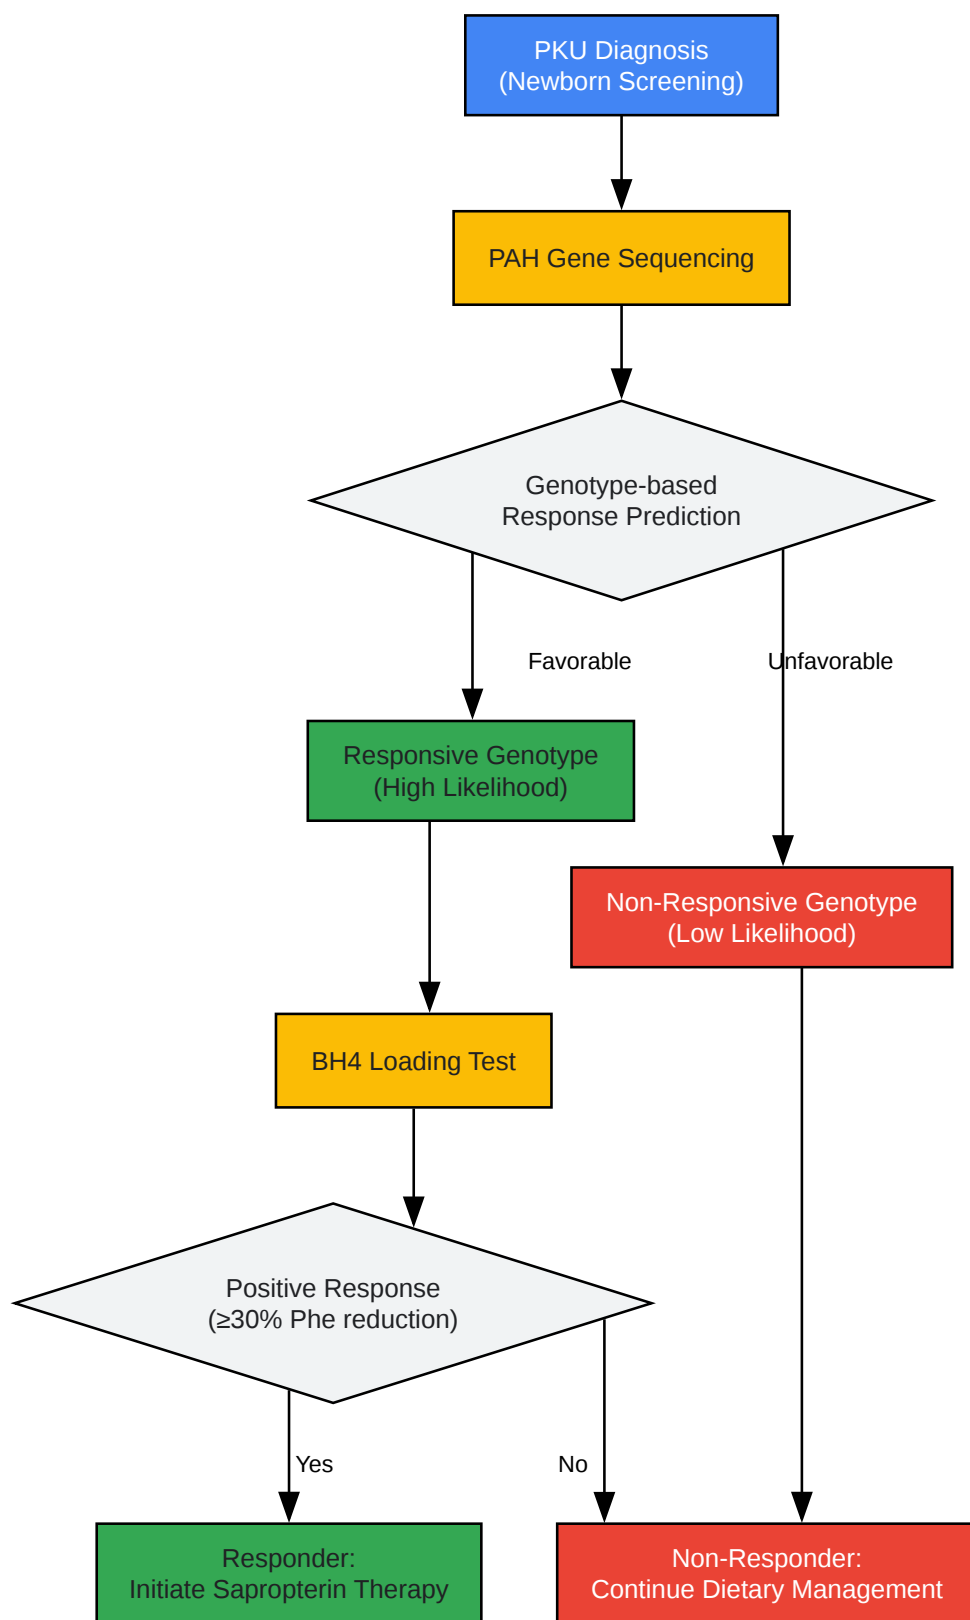 PKU Diagnosis
(Newborn Screening)
PAH Gene Sequencing
Genotype-based
Response Prediction
Favorable
Unfavorable
Responsive Genotype
(High Likelihood)
Non-Responsive Genotype
(Low Likelihood)
BH4 Loading Test
Positive Response
(≥30% Phe reduction)
Yes
No
Responder:
Initiate Sapropterin Therapy
Non-Responder:
Continue Dietary Management